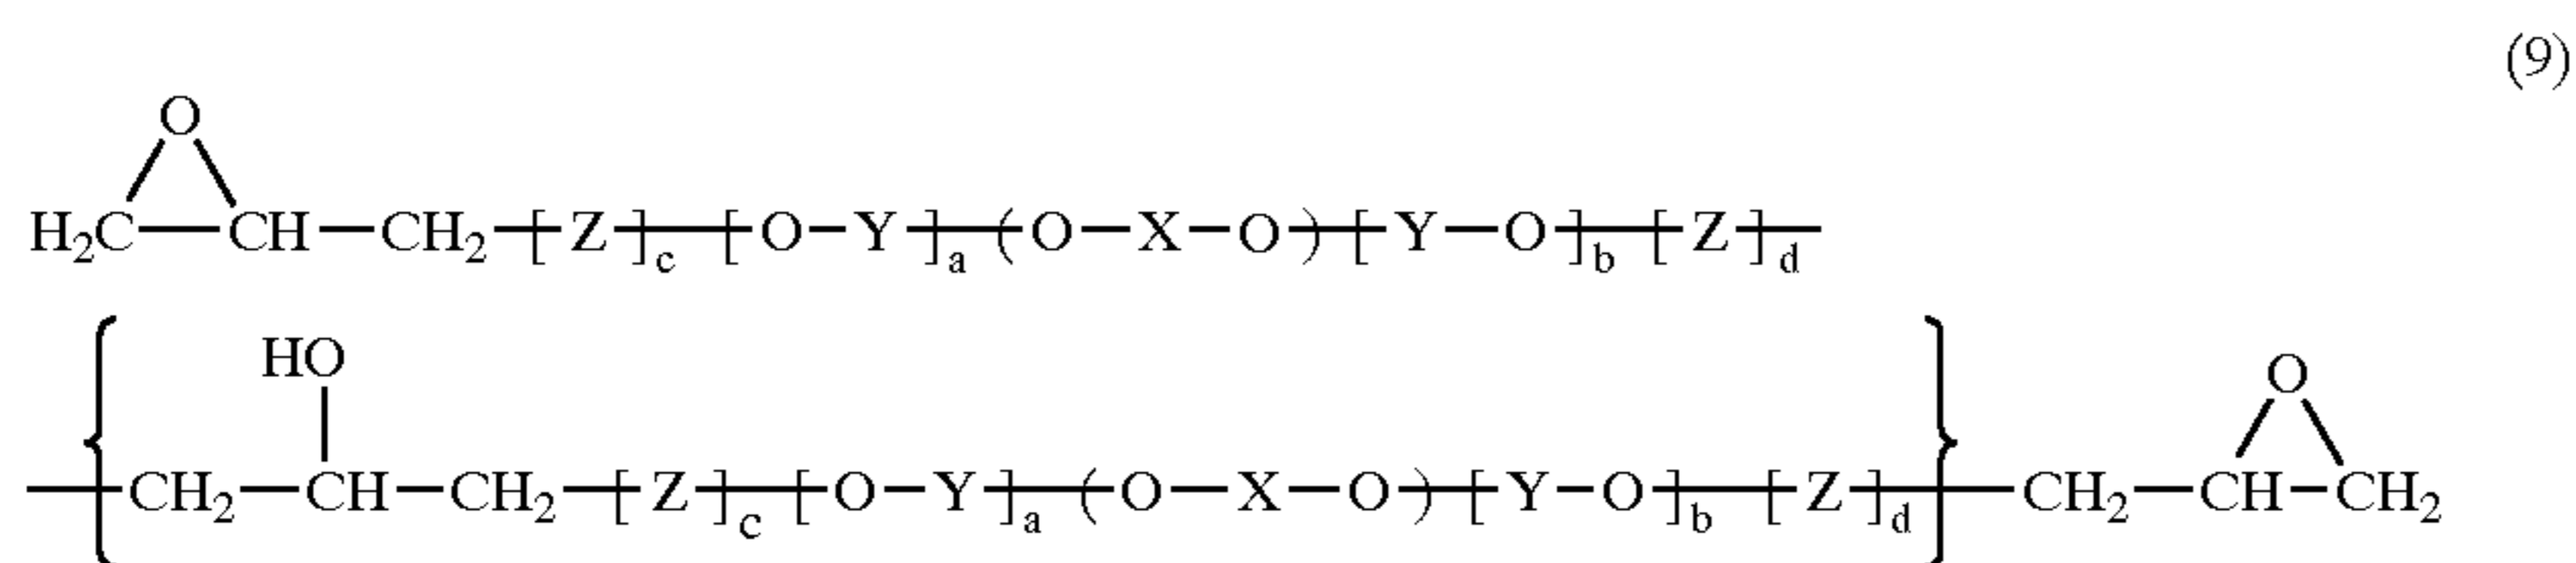 (9)
O
H₂C—CH—CH₂—[Z]c—[O—Y]a—(O—X—O)—[Y—O]b—[Z]d—
HO O
—{CH₂—CH—CH₂—[Z]c—[O—Y]a—(O—X—O)—[Y—O]b—[Z]d—}—CH₂—CH—CH₂